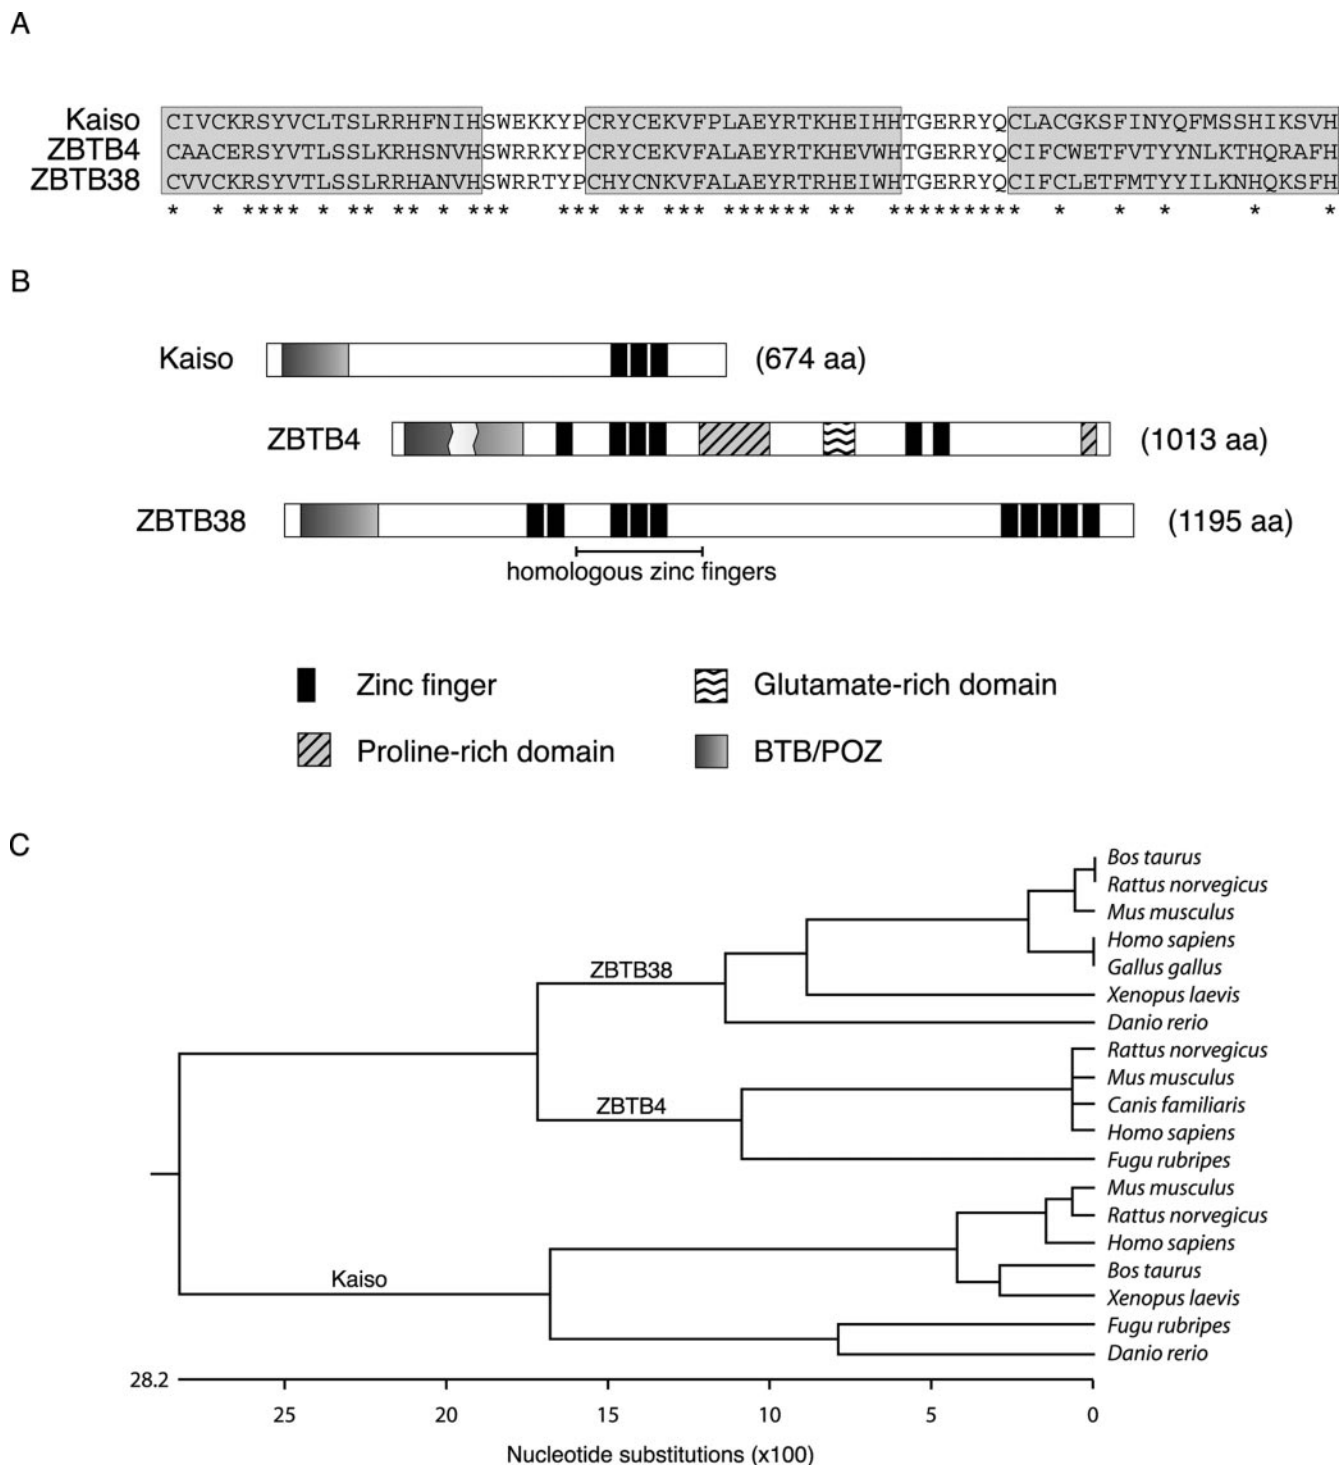 A
Kaiso CIVCKRSYVCLTSLRRHFNIHSWEKKYPCRYCEKVFPLAEYRTKHEIHHTGERRYQCLACGKSFINYQFMSSHIKSVH
ZBTB4 CAACERSYVTLSSLKRHSNVHSWRRKYPCRYCEKVFALAEYRTKHEVWHTGERRYQCIFCWETFVTYYNLKTHQRAFH
ZBTB38 CVVCKRSYVTLSSLRRHANVHSWRRTYPCHYCNKVFALAEYRTRHEIWHTGERRYQCIFCLETFMTYYILKNHQKSFH
* * **** * ** ** * *** *** ** *** ***** ** ********* * * * * *
B
Kaiso (674 aa)
ZBTB4 (1013 aa)
ZBTB38 (1195 aa)
homologous zinc fingers
Zinc finger
Glutamate-rich domain
Proline-rich domain
BTB/POZ
C
Bos taurus
Rattus norvegicus
Mus musculus
Homo sapiens
Gallus gallus
ZBTB38
Xenopus laevis
Danio rerio
Rattus norvegicus
Mus musculus
ZBTB4
Canis familiaris
Homo sapiens
Fugu rubripes
Mus musculus
Rattus norvegicus
Homo sapiens
Kaiso
Bos taurus
Xenopus laevis
Fugu rubripes
Danio rerio
28.2
25 20 15 10 5 0
Nucleotide substitutions (x100)